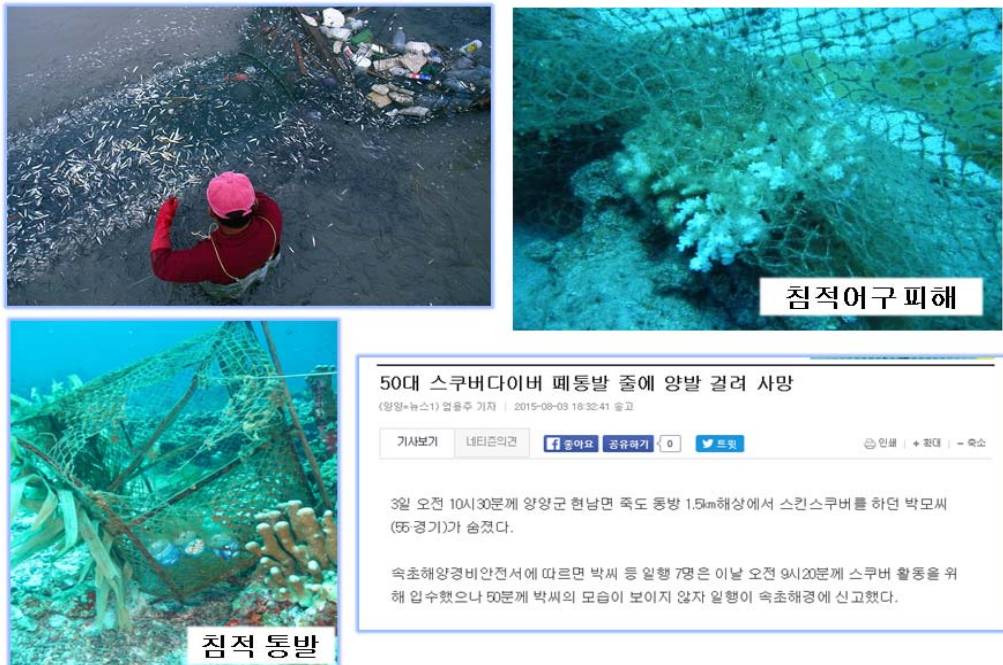 침적어구 피해
침적 통발
50대 스쿠버다이버 폐통발 줄에 양발 걸려 사망
(양양=뉴스1) 엄용주 기자 | 2015-08-03 18:32:41 송고
기사보기 네티즌의견 좋아요 공유하기 0 트윗 인쇄 + 확대 - 축소
3일 오전 10시30분께 양양군 현남면 죽도 동방 1.5km해상에서 스킨스쿠버를 하던 박모씨
(55·경기)가 숨졌다.
속초해양경비안전서에 따르면 박씨 등 일행 7명은 이날 오전 9시20분께 스쿠버 활동을 위
해 입수했으나 50분께 박씨의 모습이 보이지 않자 일행이 속초해경에 신고했다.